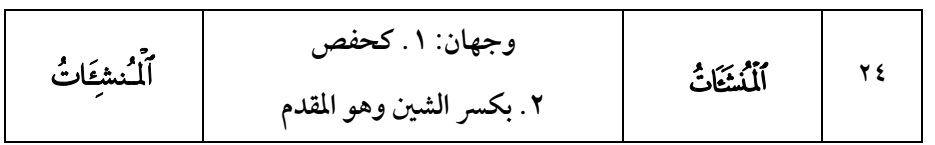 ٢٤
ٱلْمُنشَـَٔاتُ
وجهان: ١. كحفص
٢. بكسر الشين وهو المقدم
ٱلْمُنشِـَٔاتُ